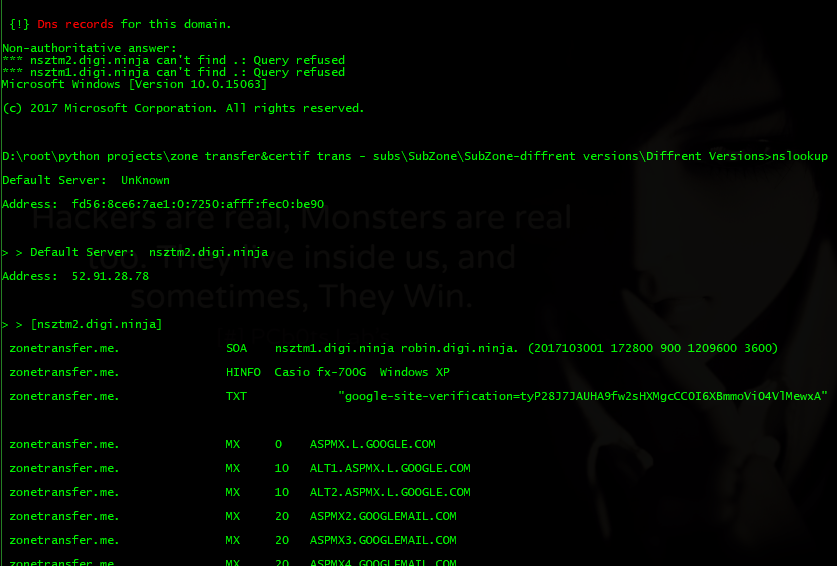 {!} Dns records for this domain.
Non-authoritative answer:
*** nsztm2.digi.ninja can't find .: Query refused
*** nsztm1.digi.ninja can't find .: Query refused
Microsoft Windows [Version 10.0.15063]
(c) 2017 Microsoft Corporation. All rights reserved.
D:\root\python projects\zone transfer&certif trans - subs\SubZone\SubZone-diffrent versions\Diffrent Versions>nslookup
Default Server:  UnKnown
Address:  fd56:8ce6:7ae1:0:7250:afff:fec0:be90
Hackers are real, Monsters are real
too. They live inside us, and
> > Default Server:  nsztm2.digi.ninja
Address:  52.91.28.78
sometimes, They Win.
> > [nsztm2.digi.ninja]
zonetransfer.me. SOA nsztm1.digi.ninja robin.digi.ninja. (2017103001 172800 900 1209600 3600)
zonetransfer.me. HINFO Casio fx-700G  Windows XP
zonetransfer.me. TXT "google-site-verification=tyP28J7JAUHA9fw2sHXMgcCCOI6XBmmoVi04VlMewxA"
zonetransfer.me. MX 0 ASPMX.L.GOOGLE.COM
zonetransfer.me. MX 10 ALT1.ASPMX.L.GOOGLE.COM
zonetransfer.me. MX 10 ALT2.ASPMX.L.GOOGLE.COM
zonetransfer.me. MX 20 ASPMX2.GOOGLEMAIL.COM
zonetransfer.me. MX 20 ASPMX3.GOOGLEMAIL.COM
zonetransfer.me. MX 20 ASPMX4.GOOGLEMAIL.COM